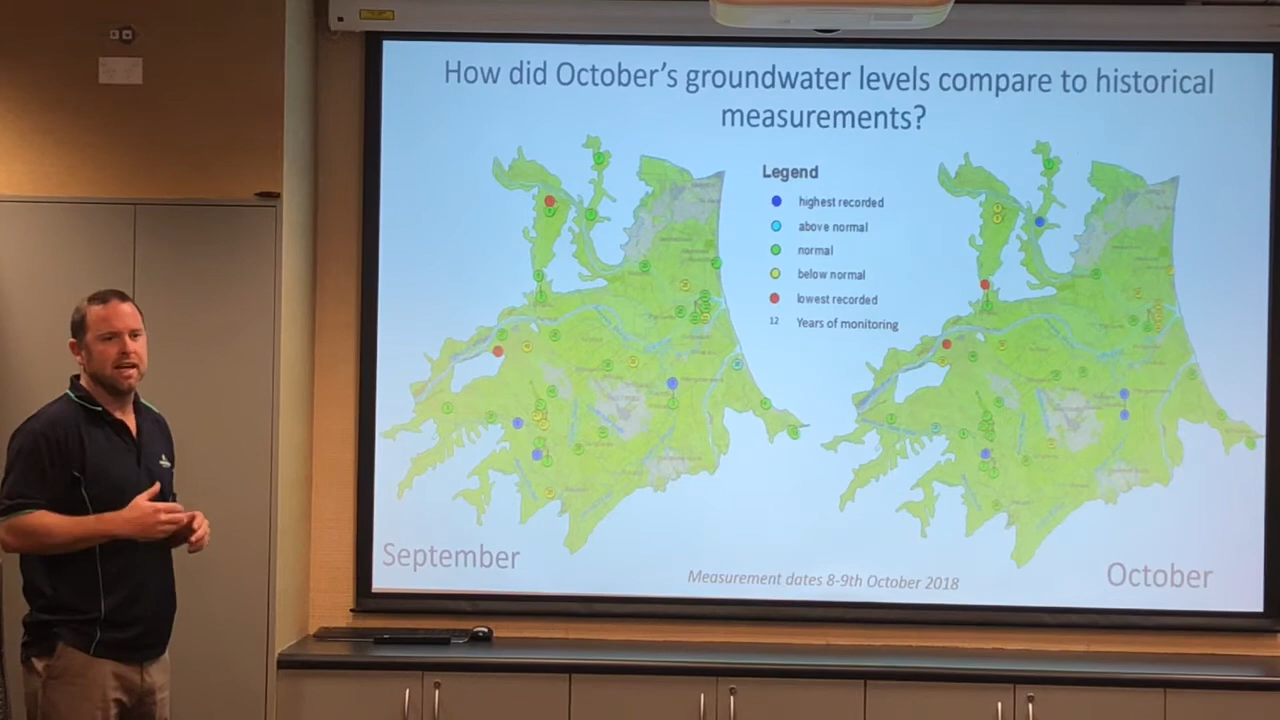 How did October's groundwater levels compare to historical
measurements?
Legend
highest recorded
above normal
normal
below normal
lowest recorded
12 Years of monitoring
September
Measurement dates 8-9th October 2018
October